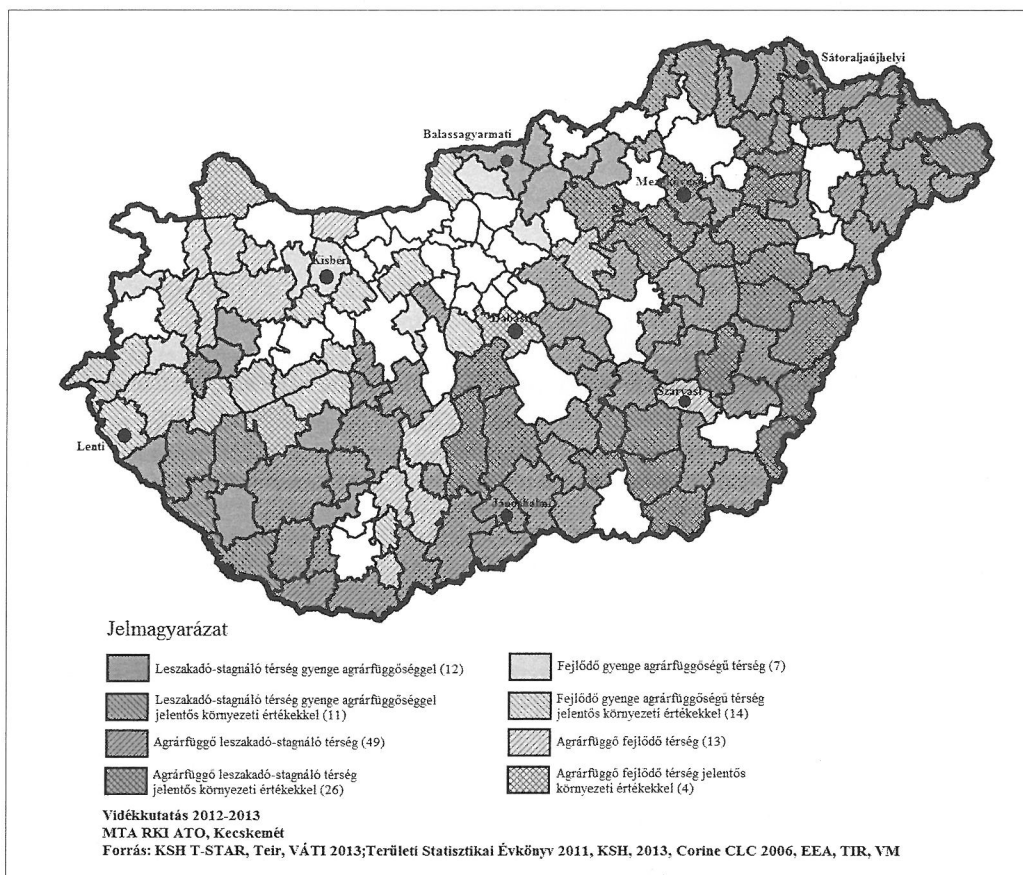 Sátoraljaújhelyi
Balassagyarmati
Kisbéri
Dabasi
Szarvasi
Lenti
Jánoshalmi
Jelmagyarázat
Leszakadó-stagnáló térség gyenge agrárfüggőséggel (12)
Leszakadó-stagnáló térség gyenge agrárfüggőséggel
jelentős környezeti értékekkel (11)
Agrárfüggő leszakadó-stagnáló térség (49)
Agrárfüggő leszakadó-stagnáló térség
jelentős környezeti értékekkel (26)
Fejlődő gyenge agrárfüggőségű térség (7)
Fejlődő gyenge agrárfüggőségű térség
jelentős környezeti értékekkel (14)
Agrárfüggő fejlődő térség (13)
Agrárfüggő fejlődő térség jelentős
környezeti értékekkel (4)
Vidékkutatás 2012-2013
MTA RKI ATO, Kecskemét
Forrás: KSH T-STAR, Teir, VÁTI 2013;Területi Statisztikai Évkönyv 2011, KSH, 2013, Corine CLC 2006, EEA, TIR, VM